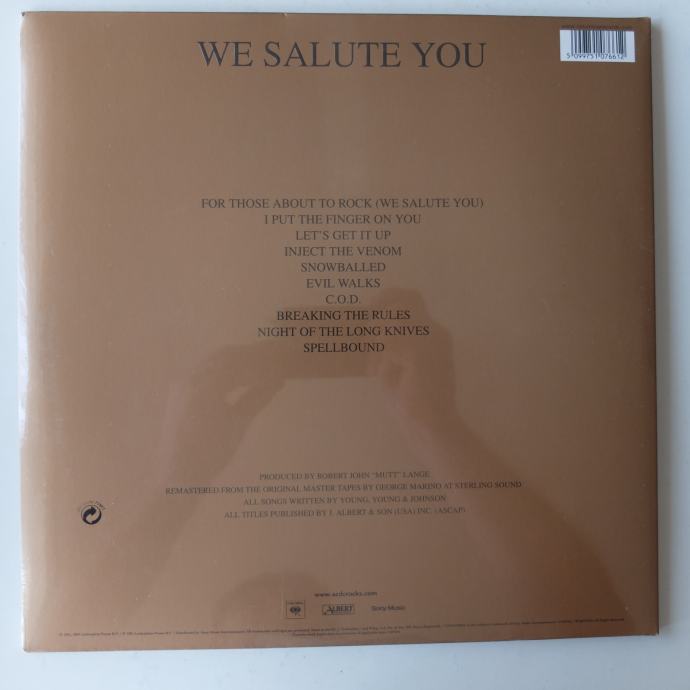 WE SALUTE YOU
5 099751 076612
FOR THOSE ABOUT TO ROCK (WE SALUTE YOU)
I PUT THE FINGER ON YOU
LET'S GET IT UP
INJECT THE VENOM
SNOWBALLED
EVIL WALKS
C.O.D.
BREAKING THE RULES
NIGHT OF THE LONG KNIVES
SPELLBOUND
PRODUCED BY ROBERT JOHN "MUTT" LANGE
REMASTERED FROM THE ORIGINAL MASTER TAPES BY GEORGE MARINO AT STERLING SOUND
ALL SONGS WRITTEN BY YOUNG, YOUNG & JOHNSON
ALL TITLES PUBLISHED BY J. ALBERT & SON (USA) INC. (ASCAP)
www.acdcrocks.com
ALBERT
Sony Music